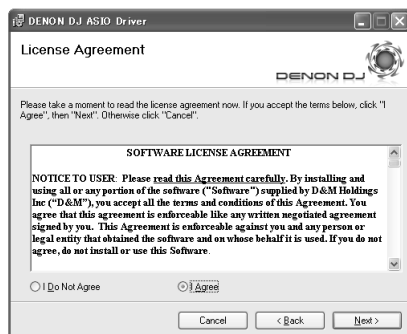 DENON DJ ASIO Driver
License Agreement
DENON DJ
Please take a moment to read the license agreement now. If you accept the terms below, click "I
Agree", then "Next". Otherwise click "Cancel".
SOFTWARE LICENSE AGREEMENT
NOTICE TO USER: Please read this Agreement carefully. By installing and
using all or any portion of the software ("Software") supplied by D&M Holdings
Inc ("D&M"), you accept all the terms and conditions of this Agreement. You
agree that this agreement is enforceable like any written negotiated agreement
signed by you. This Agreement is enforceable against you and any person or
legal entity that obtained the software and on whose behalf it is used. If you do not
agree, do not install or use this Software.
I Do Not Agree
I Agree
Cancel
< Back
Next >